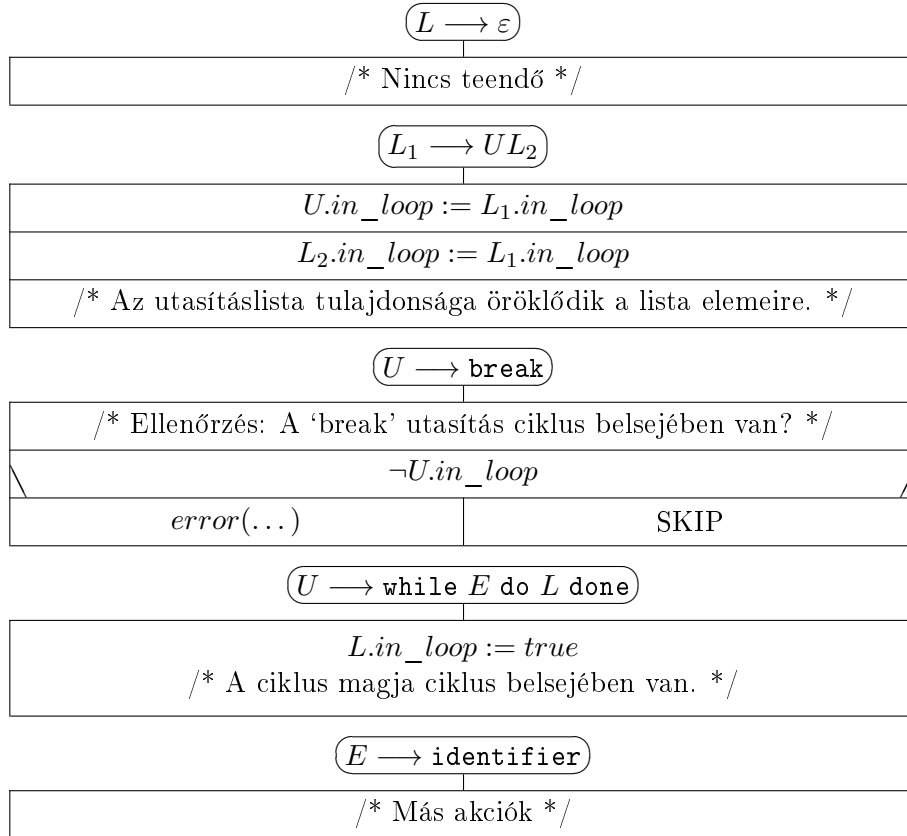 L ⟶ ε
/* Nincs teendő */
L₁ ⟶ UL₂
U.in_loop := L₁.in_loop
L₂.in_loop := L₁.in_loop
/* Az utasításlista tulajdonsága öröklődik a lista elemeire. */
U ⟶ break
/* Ellenőrzés: A ‘break’ utasítás ciklus belsejében van? */
¬U.in_loop
error(...) SKIP
U ⟶ while E do L done
L.in_loop := true
/* A ciklus magja ciklus belsejében van. */
E ⟶ identifier
/* Más akciók */